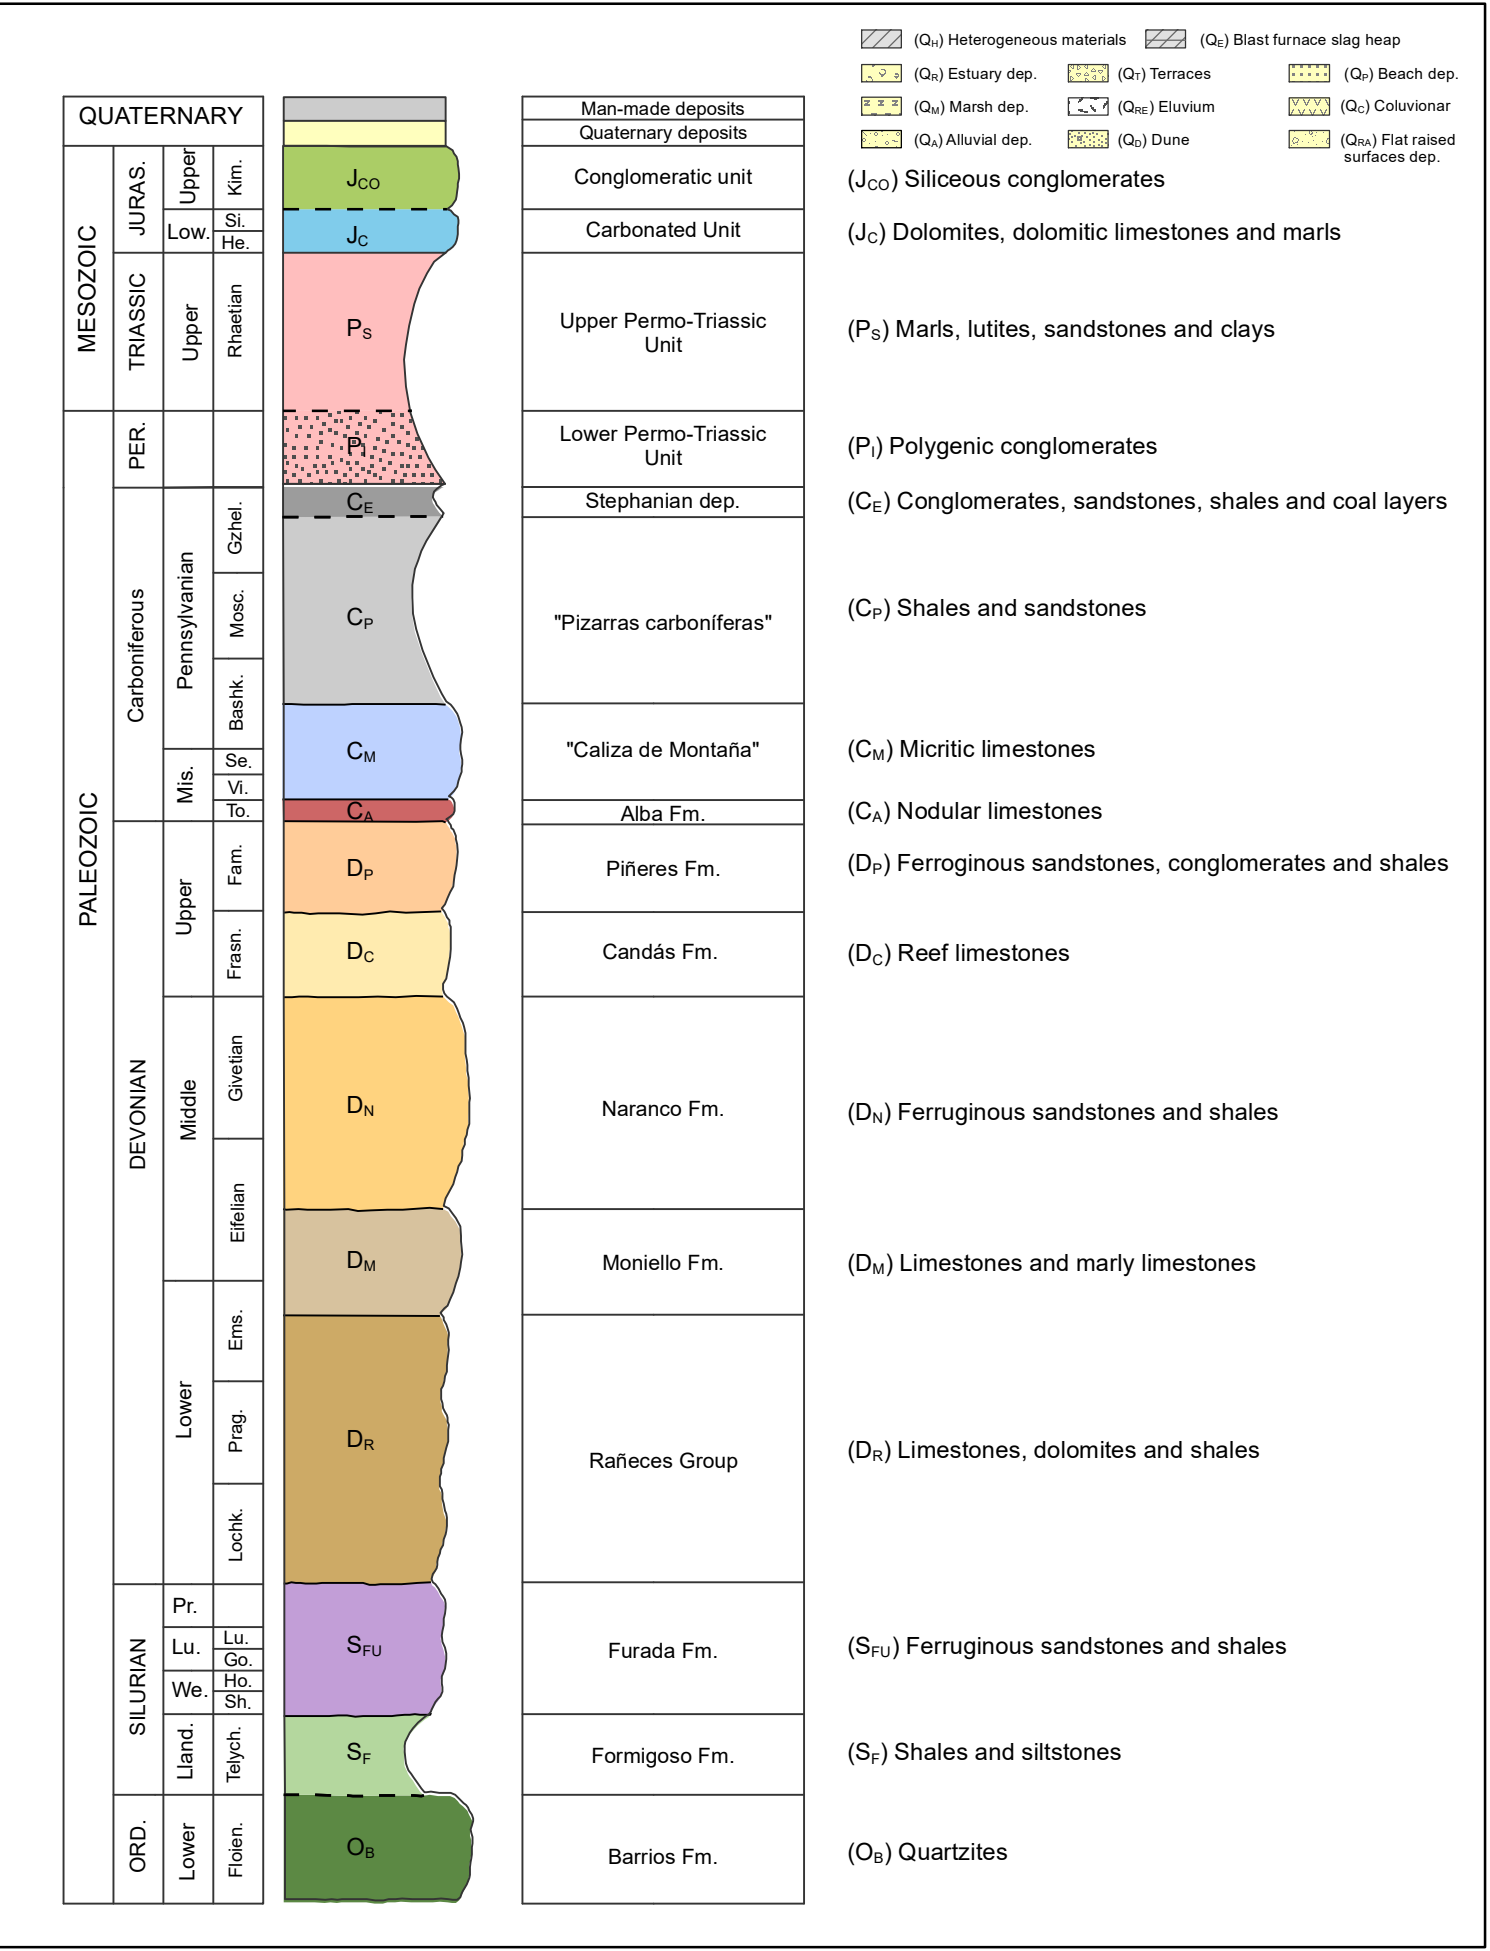 (QH) Heterogeneous materials
(QE) Blast furnace slag heap
(QR) Estuary dep.
(QT) Terraces
(QP) Beach dep.
(QM) Marsh dep.
(QRE) Eluvium
(QC) Coluvionar
(QA) Alluvial dep.
(QD) Dune
(QRA) Flat raised
surfaces dep.
QUATERNARY
Man-made deposits
Quaternary deposits
MESOZOIC
JURAS.
Upper
Kim.
JCO
Conglomeratic unit
(JCO) Siliceous conglomerates
Low.
Si.
He.
JC
Carbonated Unit
(JC) Dolomites, dolomitic limestones and marls
TRIASSIC
Upper
Rhaetian
PS
Upper Permo-Triassic
Unit
(PS) Marls, lutites, sandstones and clays
PALEOZOIC
PER.
PI
Lower Permo-Triassic
Unit
(PI) Polygenic conglomerates
Carboniferous
Pennsylvanian
Gzhel.
CE
Stephanian dep.
(CE) Conglomerates, sandstones, shales and coal layers
Mosc.
CP
"Pizarras carboníferas"
(CP) Shales and sandstones
Bashk.
CM
"Caliza de Montaña"
(CM) Micritic limestones
Mis.
Se.
Vi.
To.
CA
Alba Fm.
(CA) Nodular limestones
DEVONIAN
Upper
Fam.
DP
Piñeres Fm.
(DP) Ferroginous sandstones, conglomerates and shales
Frasn.
DC
Candás Fm.
(DC) Reef limestones
Middle
Givetian
DN
Naranco Fm.
(DN) Ferruginous sandstones and shales
Eifelian
DM
Moniello Fm.
(DM) Limestones and marly limestones
Lower
Ems.
Prag.
DR
Rañeces Group
(DR) Limestones, dolomites and shales
Lochk.
SILURIAN
Pr.
Lu.
Lu.
Go.
SFU
Furada Fm.
(SFU) Ferruginous sandstones and shales
We.
Ho.
Sh.
Lland.
Telych.
SF
Formigoso Fm.
(SF) Shales and siltstones
ORD.
Lower
Floien.
OB
Barrios Fm.
(OB) Quartzites